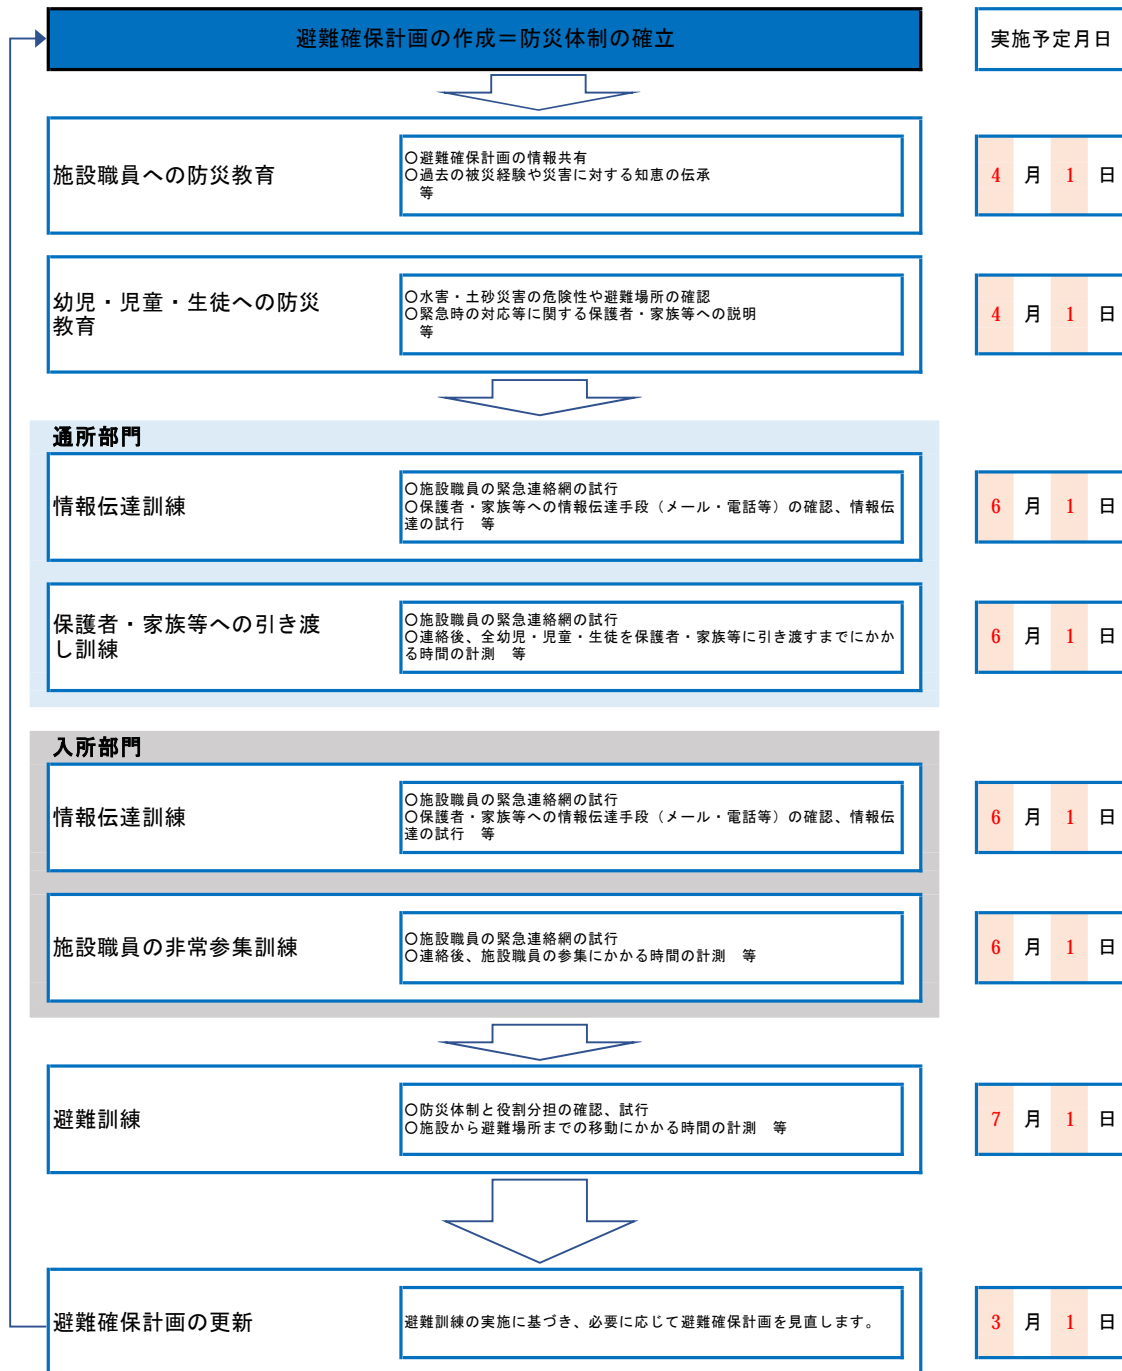 避難確保計画の作成＝防災体制の確立
実施予定月日
施設職員への防災教育
〇避難確保計画の情報共有
〇過去の被災経験や災害に対する知恵の伝承
等
4 月 1 日
幼児・児童・生徒への防災
教育
〇水害・土砂災害の危険性や避難場所の確認
〇緊急時の対応等に関する保護者・家族等への説明
等
4 月 1 日
通所部門
情報伝達訓練
〇施設職員の緊急連絡網の試行
〇保護者・家族等への情報伝達手段（メール・電話等）の確認、情報伝
達の試行　等
6 月 1 日
保護者・家族等への引き渡
し訓練
〇施設職員の緊急連絡網の試行
〇連絡後、全幼児・児童・生徒を保護者・家族等に引き渡すまでにかか
る時間の計測　等
6 月 1 日
入所部門
情報伝達訓練
〇施設職員の緊急連絡網の試行
〇保護者・家族等への情報伝達手段（メール・電話等）の確認、情報伝
達の試行　等
6 月 1 日
施設職員の非常参集訓練
〇施設職員の緊急連絡網の試行
〇連絡後、施設職員の参集にかかる時間の計測　等
6 月 1 日
避難訓練
〇防災体制と役割分担の確認、試行
〇施設から避難場所までの移動にかかる時間の計測　等
7 月 1 日
避難確保計画の更新
避難訓練の実施に基づき、必要に応じて避難確保計画を見直します。
3 月 1 日